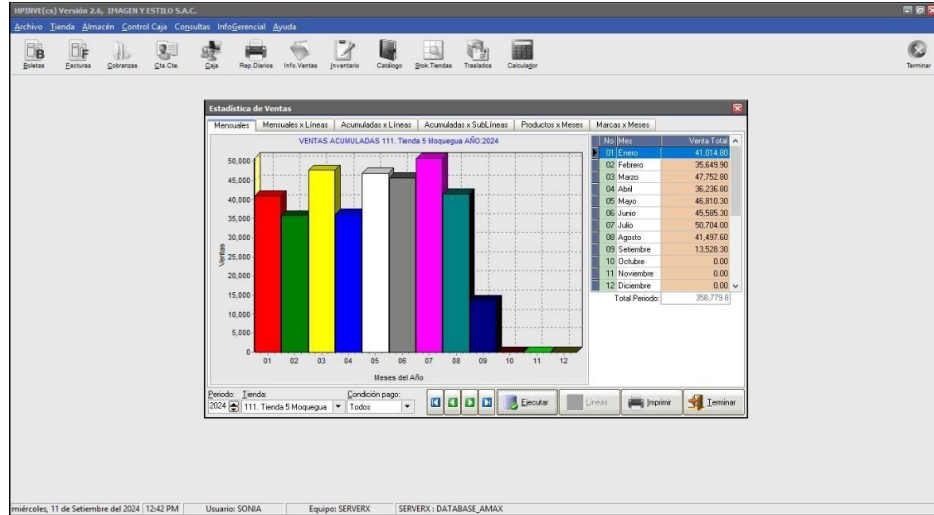 HPINVE(cs) Versión 2.6, IMAGEN Y ESTILO S.A.C.
Archivo Tienda Almacén Control Caja Consultas InfoGerencial Ayuda
Boletas Facturas Cobranzas Cta.Cte. Caja Rep.Diarios Info.Ventas Inventario Catálogo Stok.Tiendas Traslados Calculador Terminar
Estadística de Ventas
Mensuales Mensuales x Líneas Acumuladas x Líneas Acumuladas x SubLíneas Productos x Meses Marcas x Meses
VENTAS ACUMULADAS 111. Tienda 5 Moquegua AÑO:2024
50,000
45,000
40,000
35,000
30,000
25,000
20,000
15,000
10,000
5,000
0
Ventas
01 02 03 04 05 06 07 08 09 10 11 12
Meses del Año
No Mes Venta Total
01 Enero 41,014.80
02 Febrero 35,649.90
03 Marzo 47,752.80
04 Abril 36,236.80
05 Mayo 46,810.30
06 Junio 45,585.30
07 Julio 50,704.00
08 Agosto 41,497.60
09 Setiembre 13,528.30
10 Octubre 0.00
11 Noviembre 0.00
12 Diciembre 0.00
Total Periodo: 358,779.8
Periodo: Tienda: Condición pago:
2024 111. Tienda 5 Moquegua Todos Ejecutar Lineas Imprimir Terminar
miércoles, 11 de Setiembre del 2024 12:42 PM Usuario: SONIA Equipo: SERVERX SERVERX : DATABASE_AMAX